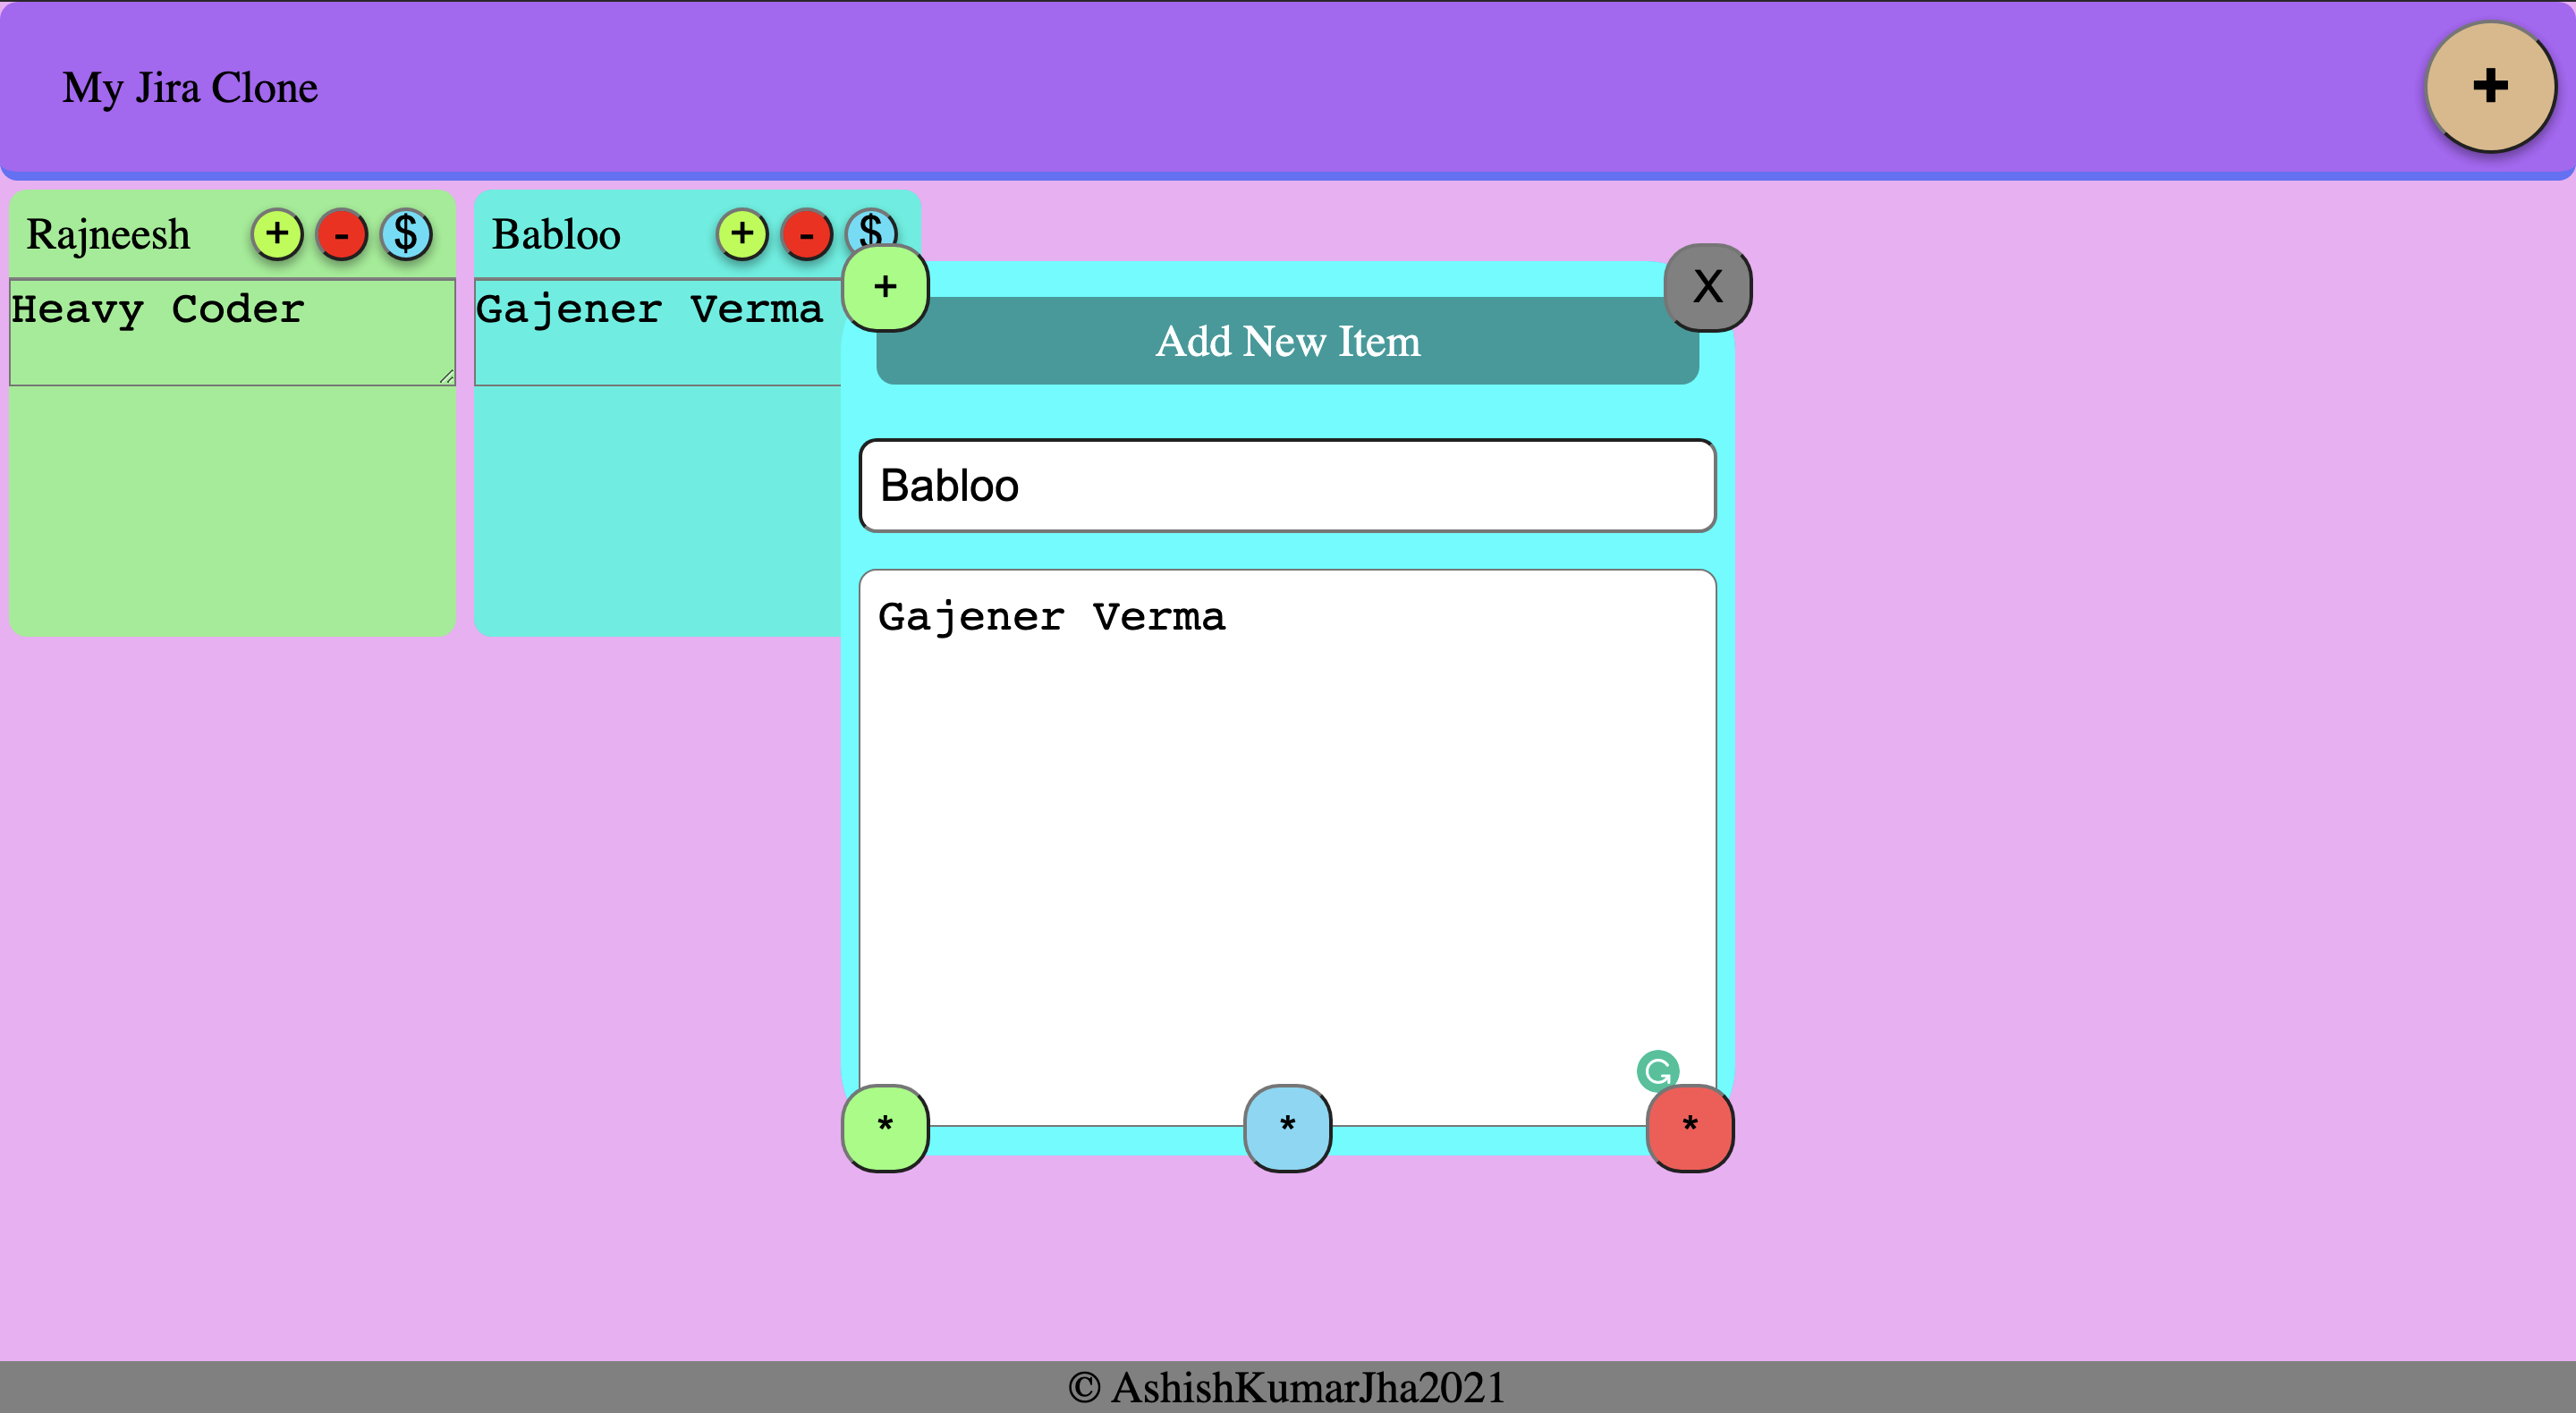 My Jira Clone
+
Rajneesh + - $
Heavy Coder
Babloo + - $
Gajener Verma
+
X
Add New Item
Babloo
Gajener Verma
G
* * *
© AshishKumarJha2021